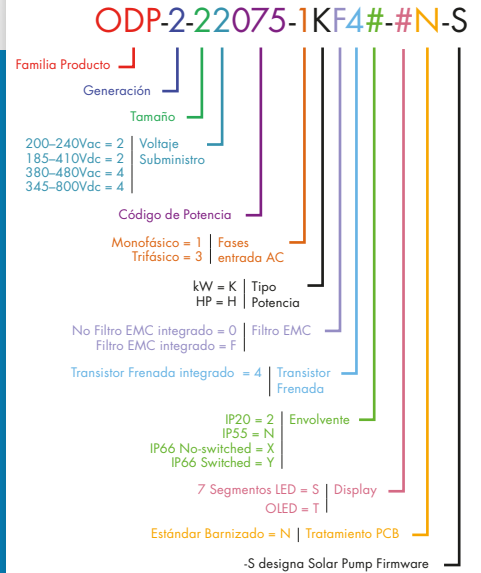 ODP-2-22075-1KF4#-#N-S
Familia Producto
Generación
Tamaño
200–240Vac = 2 | Voltaje
185–410Vdc = 2 | Subministro
380–480Vac = 4
345–800Vdc = 4
Código de Potencia
Monofásico = 1 | Fases
Trifásico = 3 | entrada AC
kW = K | Tipo
HP = H | Potencia
No Filtro EMC integrado = 0 | Filtro EMC
Filtro EMC integrado = F
Transistor Frenada integrado = 4 | Transistor
Frenada
IP20 = 2 | Envolvente
IP55 = N
IP66 No-switched = X
IP66 Switched = Y
7 Segmentos LED = S | Display
OLED = T
Estándar Barnizado = N | Tratamiento PCB
-S designa Solar Pump Firmware